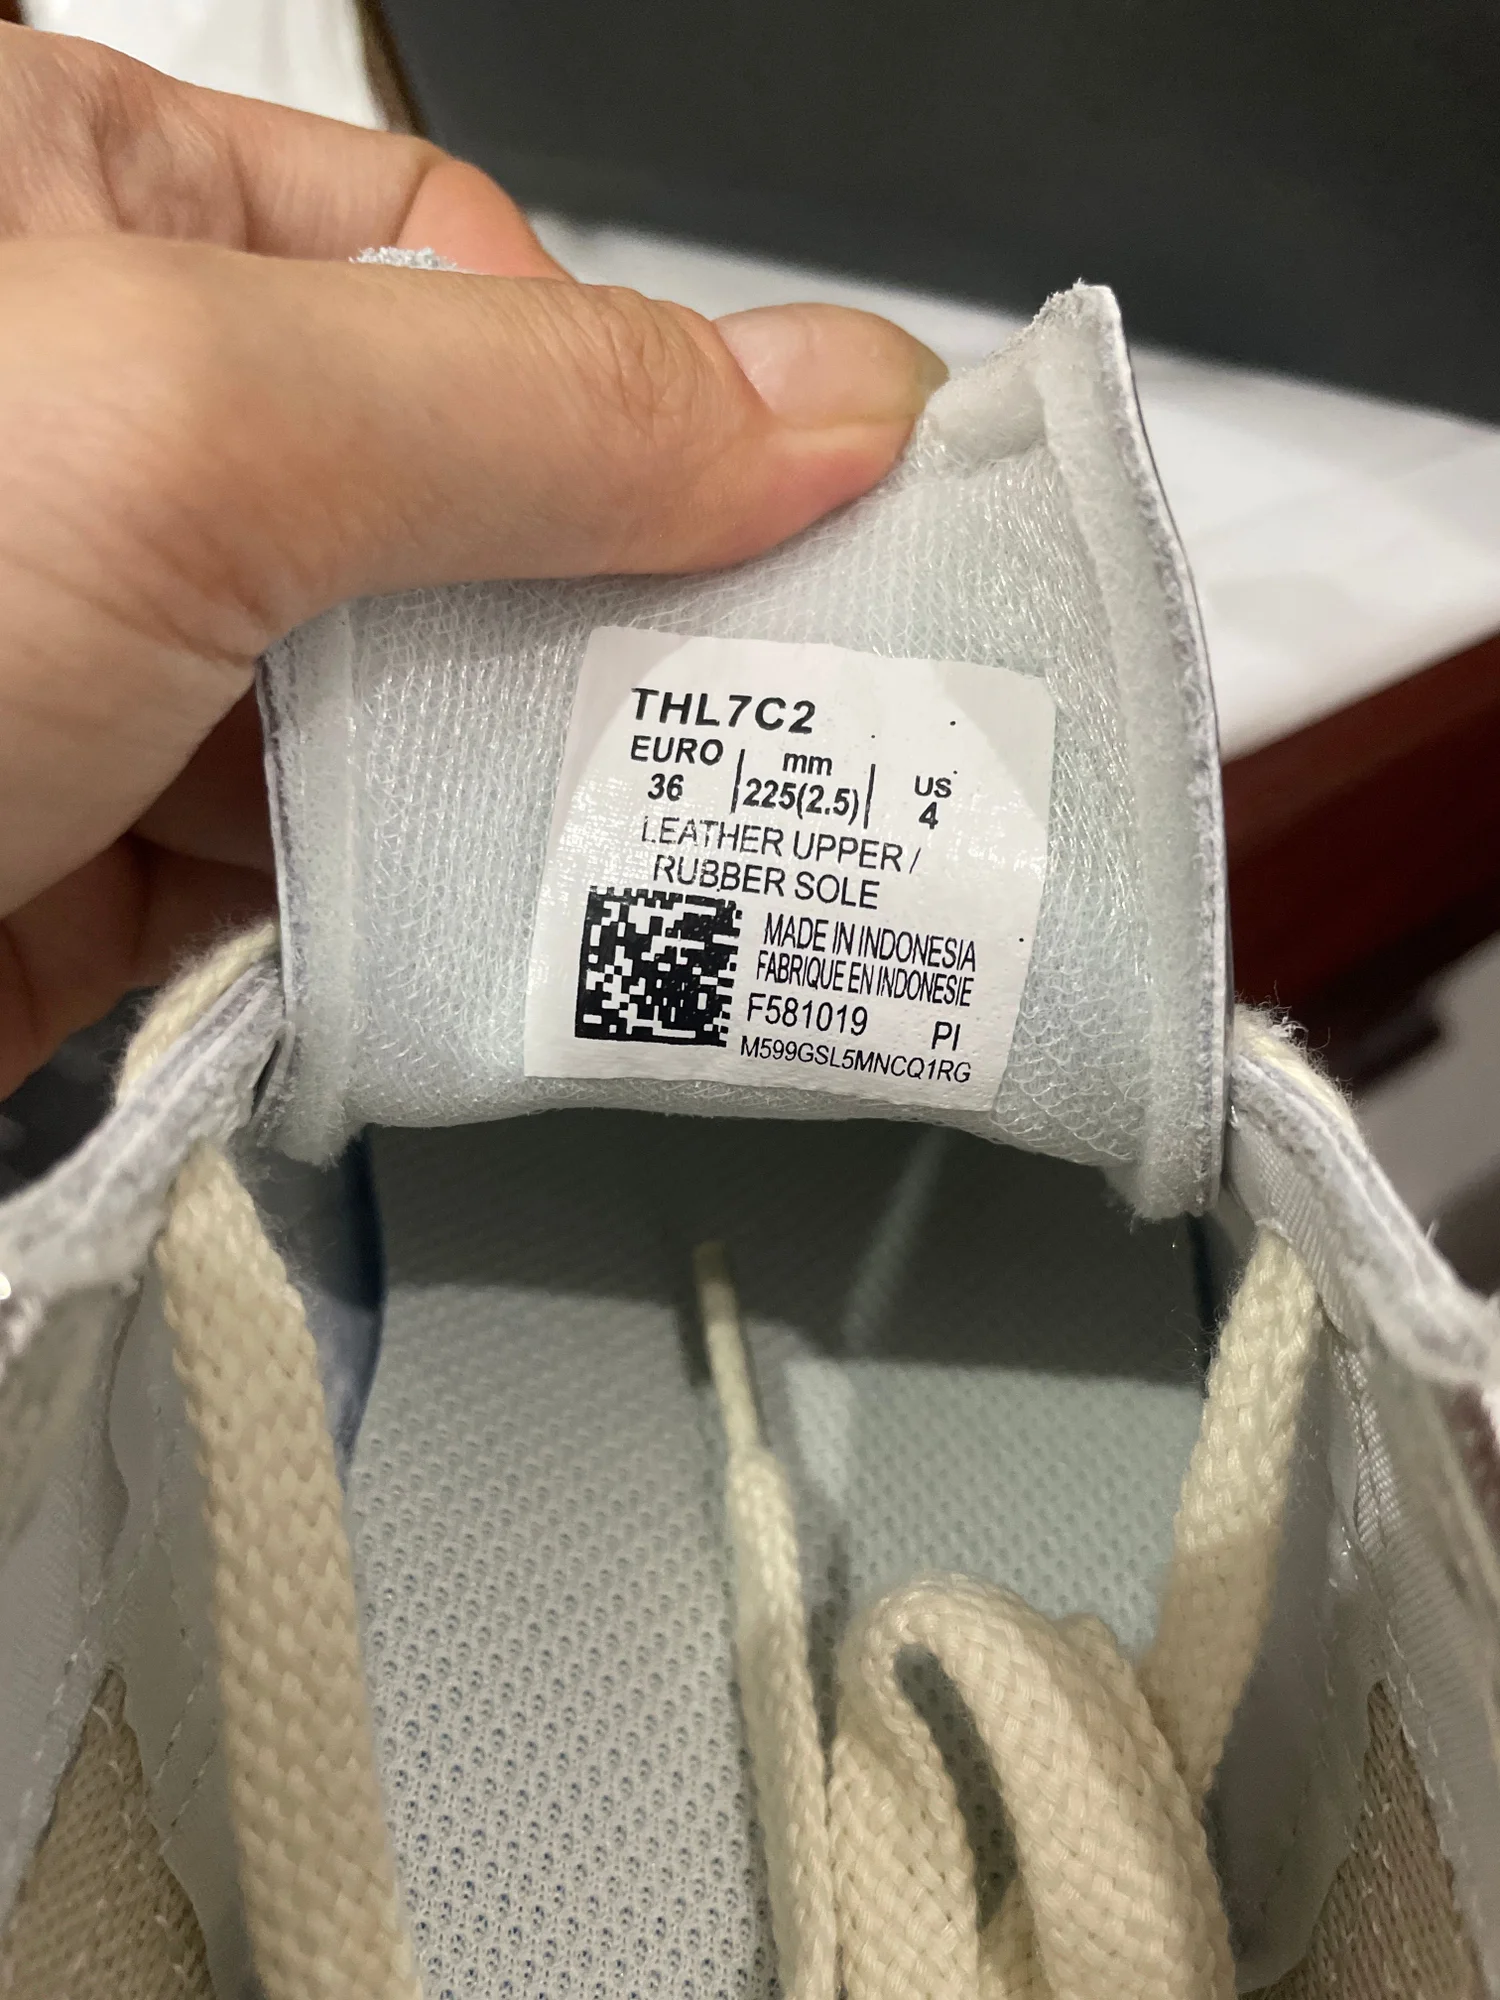 THL7C2
EURO | mm | US
36 | 225(2.5) | 4
LEATHER UPPER /
RUBBER SOLE
MADE IN INDONESIA
FABRIQUE EN INDONESIE
F581019 PI
M599GSL5MNCQ1RG